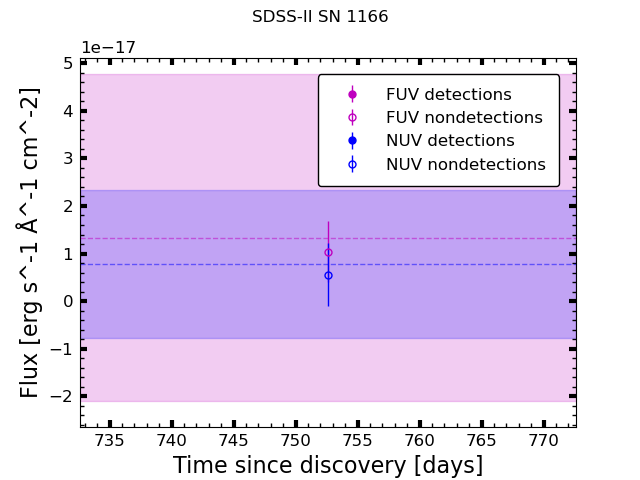 SDSS-II SN 1166
1e−17
5
4
3
2
1
0
−1
−2
Flux [erg s^-1 Å^-1 cm^-2]
FUV detections
FUV nondetections
NUV detections
NUV nondetections
735 740 745 750 755 760 765 770
Time since discovery [days]